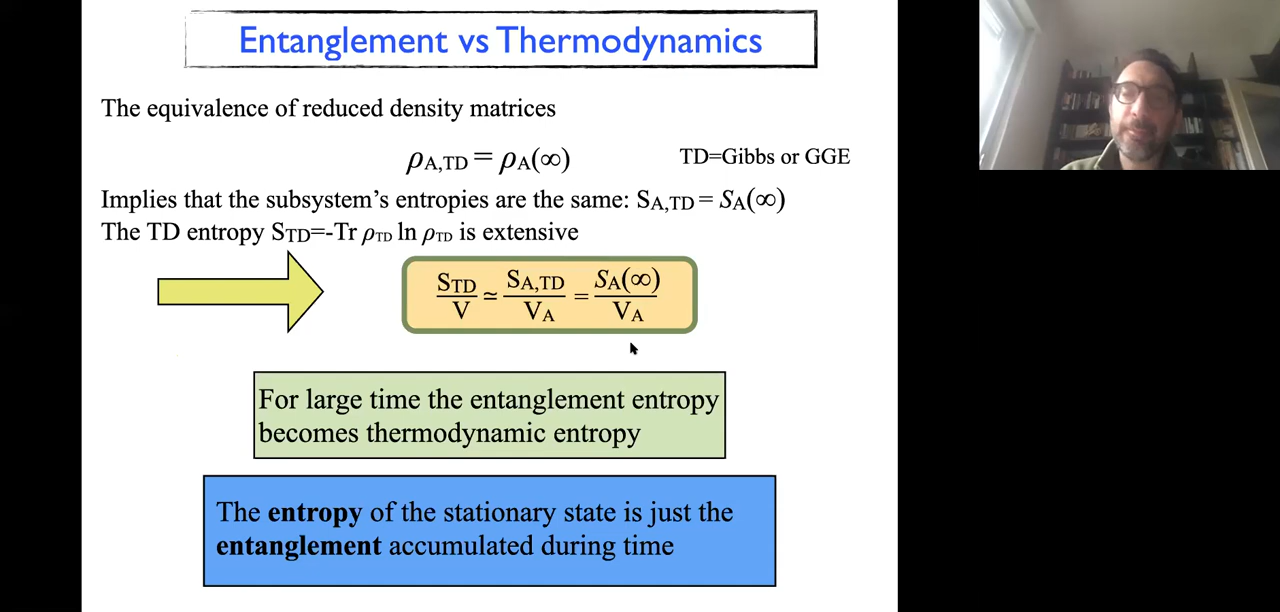 Entanglement vs Thermodynamics
The equivalence of reduced density matrices
ρA,TD = ρA(∞)
TD=Gibbs or GGE
Implies that the subsystem's entropies are the same: SA,TD = SA(∞)
The TD entropy STD=-Tr ρTD ln ρTD is extensive
STD/V ≃ SA,TD/VA = SA(∞)/VA
For large time the entanglement entropy
becomes thermodynamic entropy
The entropy of the stationary state is just the
entanglement accumulated during time